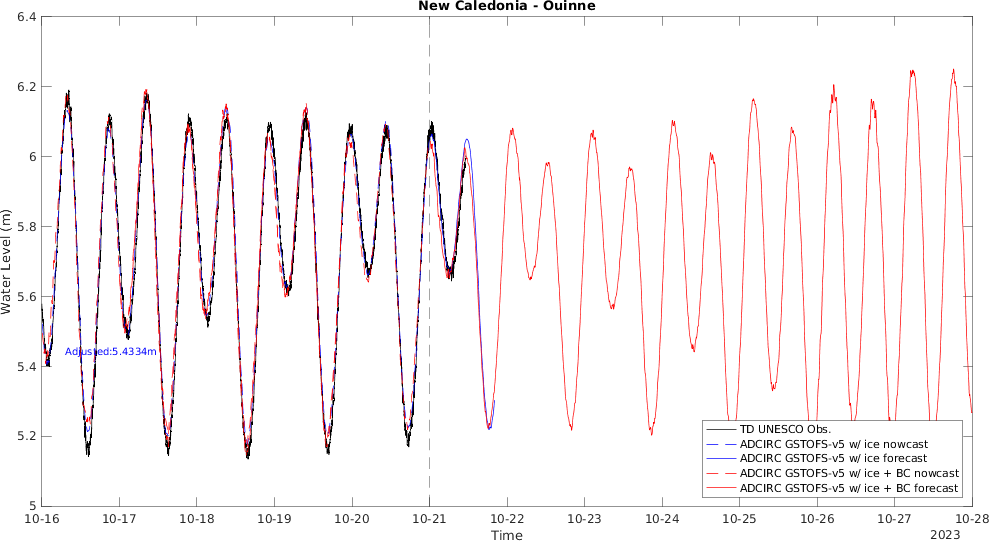 New Caledonia - Ouinne
6.4
6.2
6
5.8
5.6
5.4
5.2
5
Water Level (m)
Adjusted:5.4334m
TD UNESCO Obs.
ADCIRC GSTOFS-v5 w/ ice nowcast
ADCIRC GSTOFS-v5 w/ ice forecast
ADCIRC GSTOFS-v5 w/ ice + BC nowcast
ADCIRC GSTOFS-v5 w/ ice + BC forecast
10-16 10-17 10-18 10-19 10-20 10-21 10-22 10-23 10-24 10-25 10-26 10-27 10-28
Time
2023